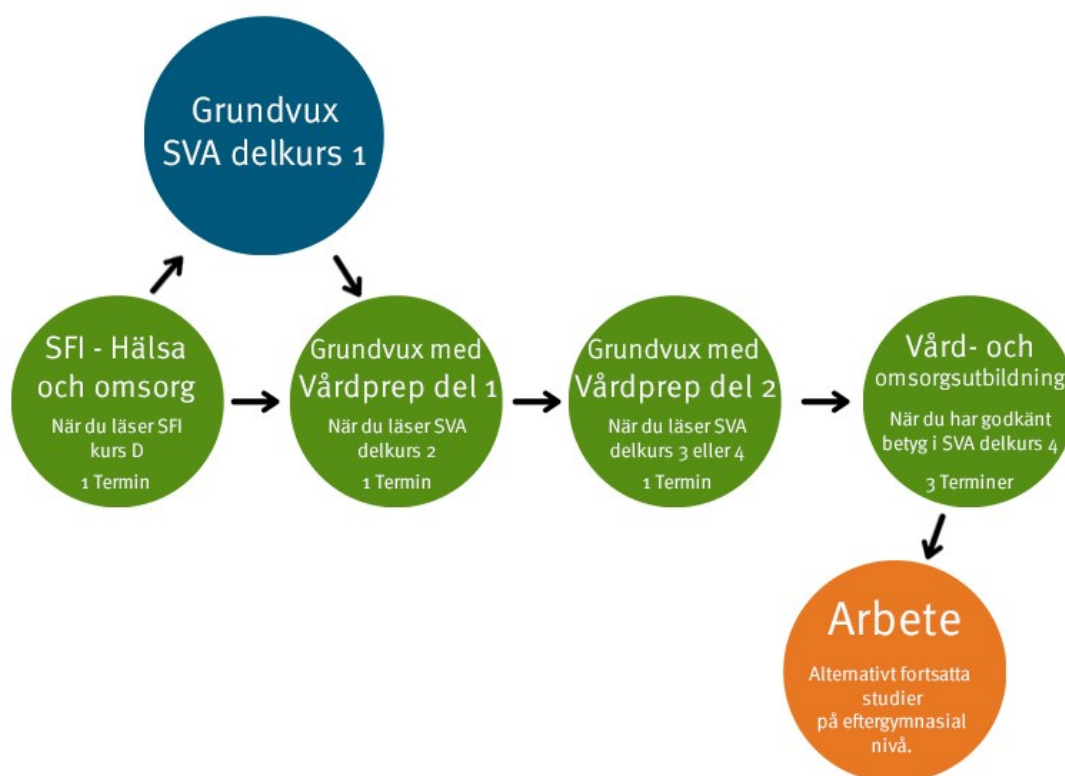 Grundvux
SVA delkurs 1
SFI - Hälsa
och omsorg
När du läser SFI
kurs D
1 Termin
Grundvux med
Vårdprep del 1
När du läser SVA
delkurs 2
1 Termin
Grundvux med
Vårdprep del 2
När du läser SVA
delkurs 3 eller 4
1 Termin
Vård- och
omsorgsutbildning
När du har godkänt
betyg i SVA delkurs 4
3 Terminer
Arbete
Alternativt fortsatta
studier
på eftergymnasial
nivå.